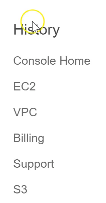 History
Console Home
EC2
VPC
Billing
Support
S3